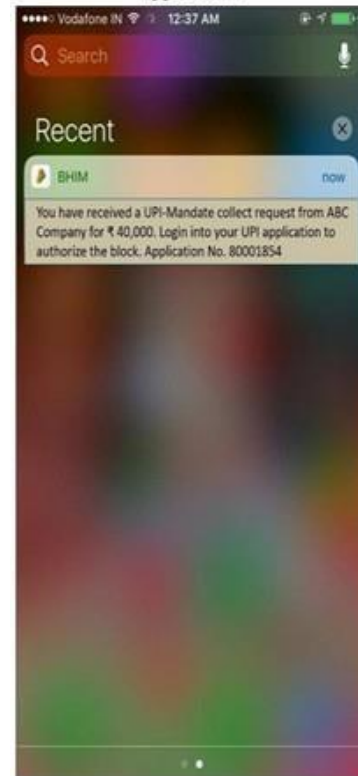 Vodafone IN 12:37 AM
Search
Recent
BHIM now
You have received a UPI-Mandate collect request from ABC
Company for ₹ 40,000. Login into your UPI application to
authorize the block. Application No. 80001854